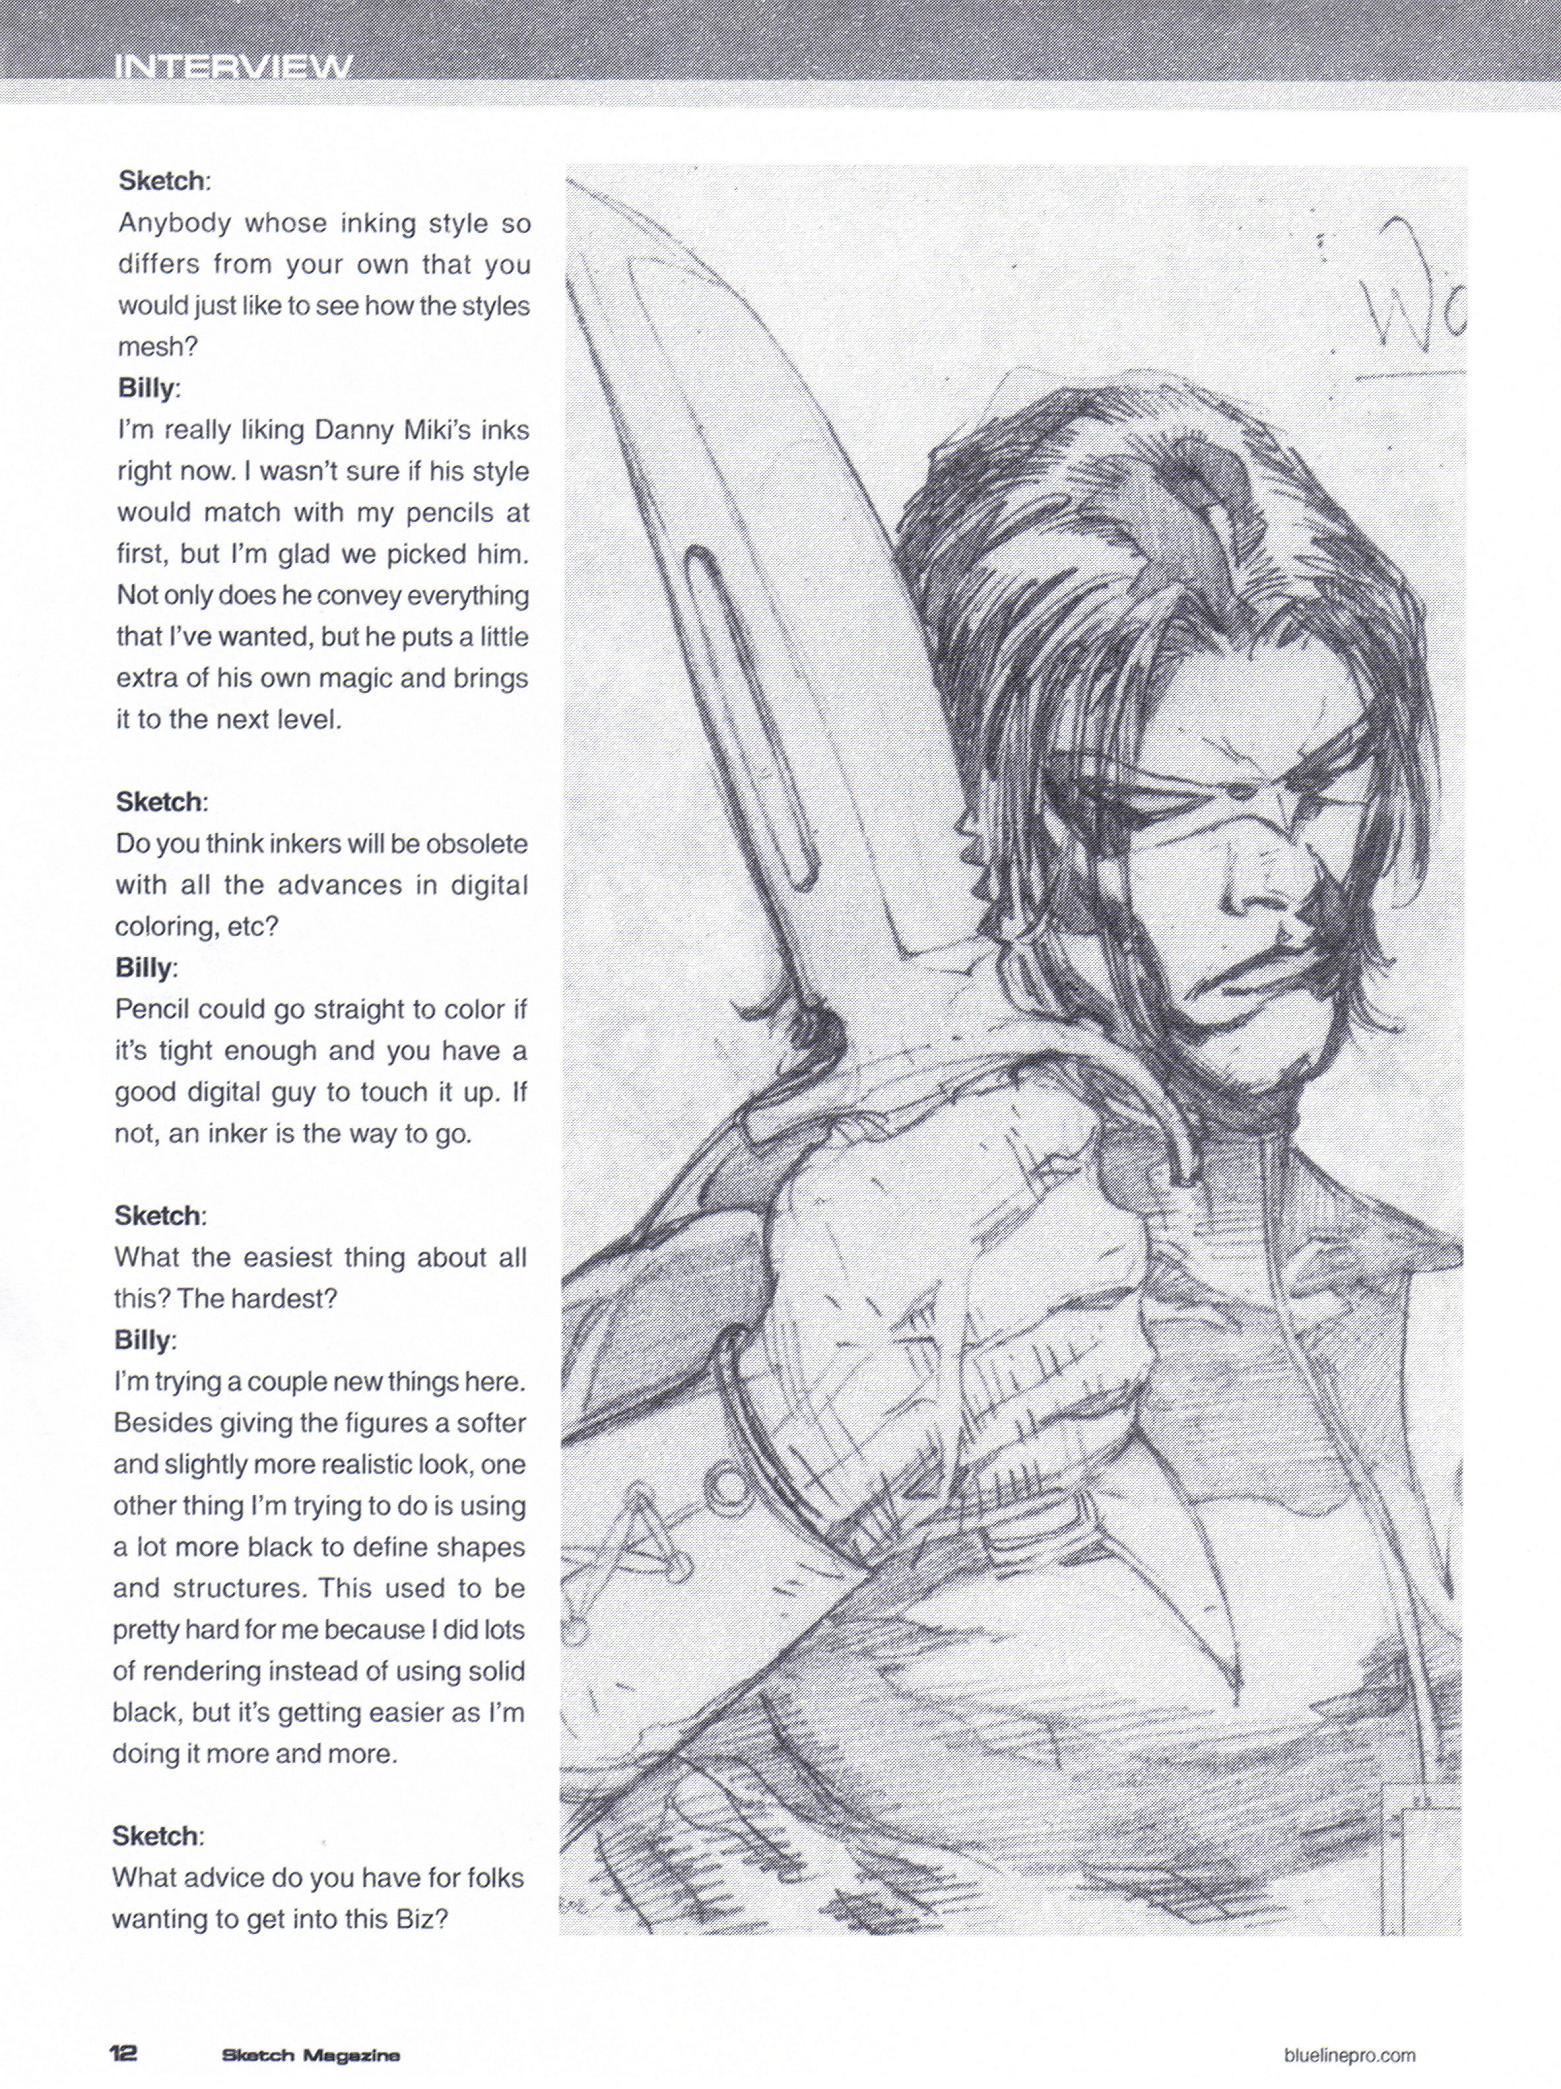 INTERVIEW
Sketch:
Anybody whose inking style so
differs from your own that you
would just like to see how the styles
mesh?
Billy:
I'm really liking Danny Miki's inks
right now. I wasn't sure if his style
would match with my pencils at
first, but I'm glad we picked him.
Not only does he convey everything
that I've wanted, but he puts a little
extra of his own magic and brings
it to the next level.
Sketch:
Do you think inkers will be obsolete
with all the advances in digital
coloring, etc?
Billy:
Pencil could go straight to color if
it's tight enough and you have a
good digital guy to touch it up. If
not, an inker is the way to go.
Sketch:
What the easiest thing about all
this? The hardest?
Billy:
I'm trying a couple new things here.
Besides giving the figures a softer
and slightly more realistic look, one
other thing I'm trying to do is using
a lot more black to define shapes
and structures. This used to be
pretty hard for me because I did lots
of rendering instead of using solid
black, but it's getting easier as I'm
doing it more and more.
Sketch:
What advice do you have for folks
wanting to get into this Biz?
12 Sketch Magazine blueline​pro.com